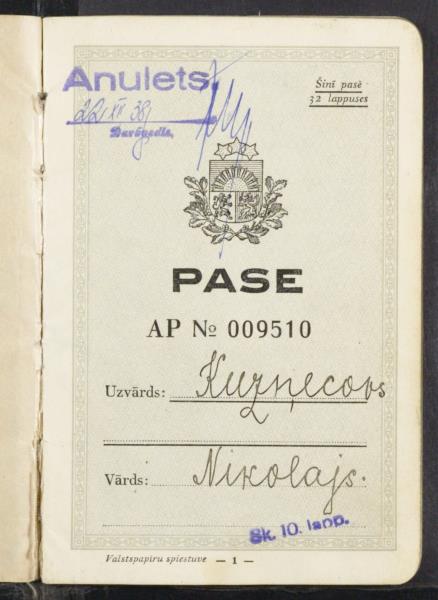 Anulets.
Šinī pasē
32 lappuses
22 XII 38
PASE
AP № 009510
Uzvārds: Kuzņecovs
Vārds: Nikolajs.
Sk. 10. lapp.
Valstspapiru spiestuve — 1 —